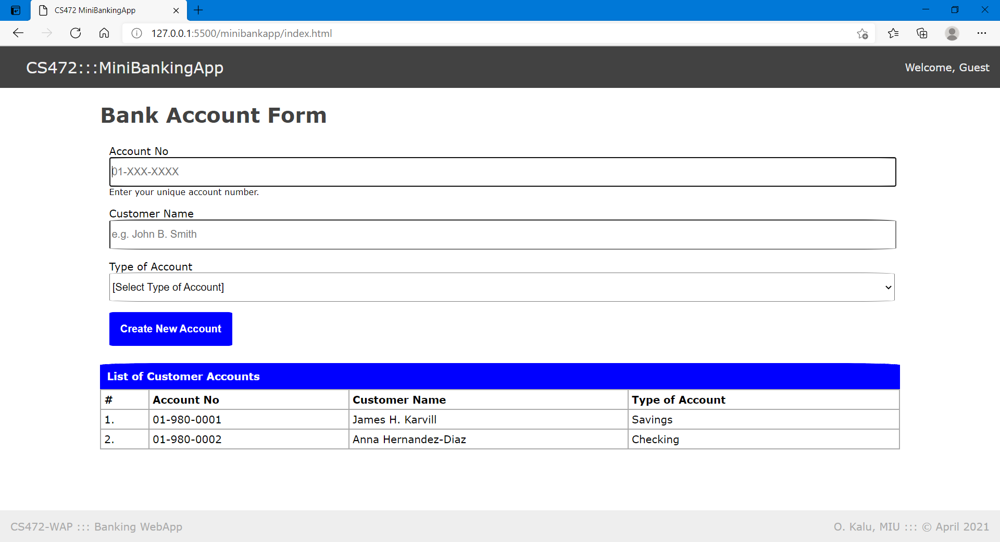 CS472 MiniBankingApp
127.0.0.1:5500/minibankapp/index.html
CS472:::MiniBankingApp
Welcome, Guest
Bank Account Form
Account No
01-XXX-XXXX
Enter your unique account number.
Customer Name
e.g. John B. Smith
Type of Account
[Select Type of Account]
Create New Account
List of Customer Accounts
# Account No Customer Name Type of Account
1. 01-980-0001 James H. Karvill Savings
2. 01-980-0002 Anna Hernandez-Diaz Checking
CS472-WAP ::: Banking WebApp
O. Kalu, MIU ::: © April 2021